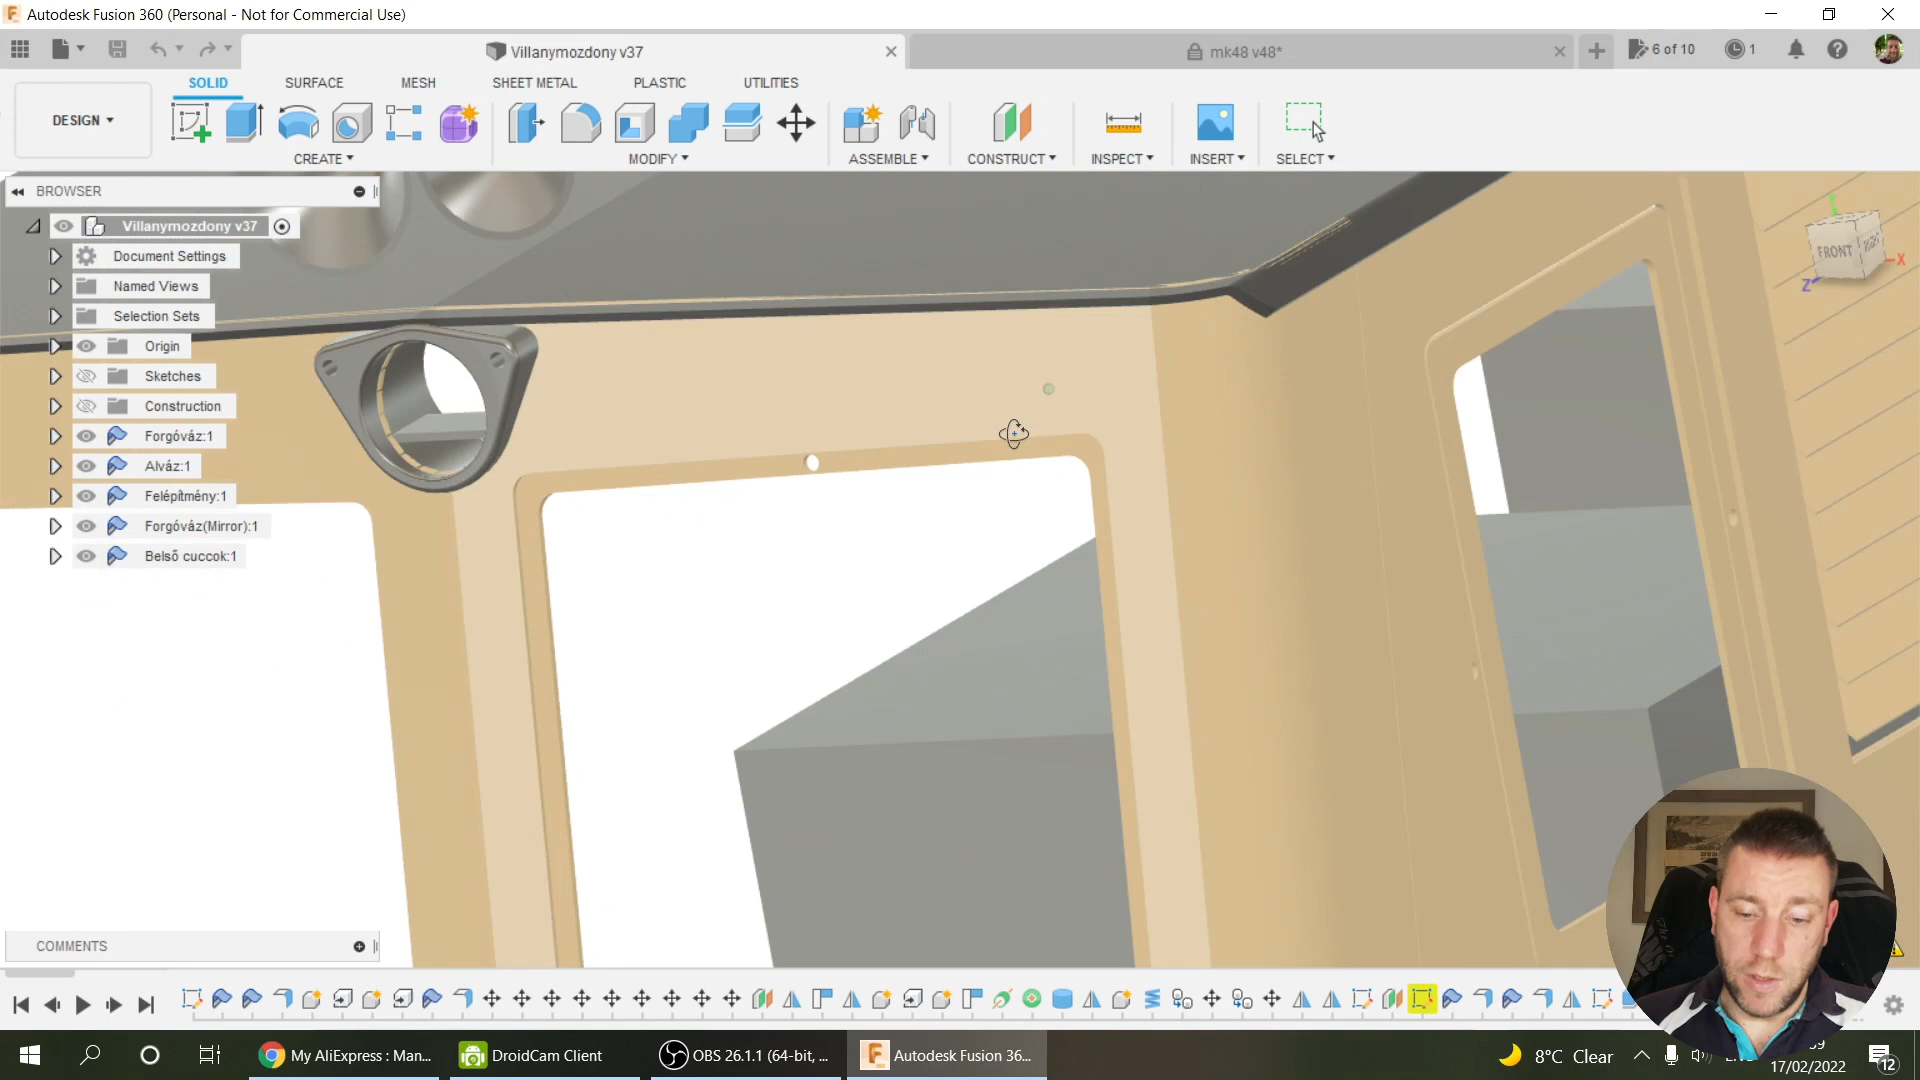 Autodesk Fusion 360 (Personal - Not for Commercial Use)
Villanymozdony v37
mk48 v48*
6 of 10
1
SOLID
SURFACE
MESH
SHEET METAL
PLASTIC
UTILITIES
DESIGN
CREATE
MODIFY
ASSEMBLE
CONSTRUCT
INSPECT
INSERT
SELECT
BROWSER
Villanymozdony v37
Document Settings
Named Views
Selection Sets
Origin
Sketches
Construction
Forgóváz:1
Alváz:1
Felépítmény:1
Forgóváz(Mirror):1
Belső cuccok:1
Y
FRONT
RIGHT
X
Z
COMMENTS
My AliExpress : Man...
DroidCam Client
OBS 26.1.1 (64-bit, ...
Autodesk Fusion 36...
8°C Clear
17/02/2022
12